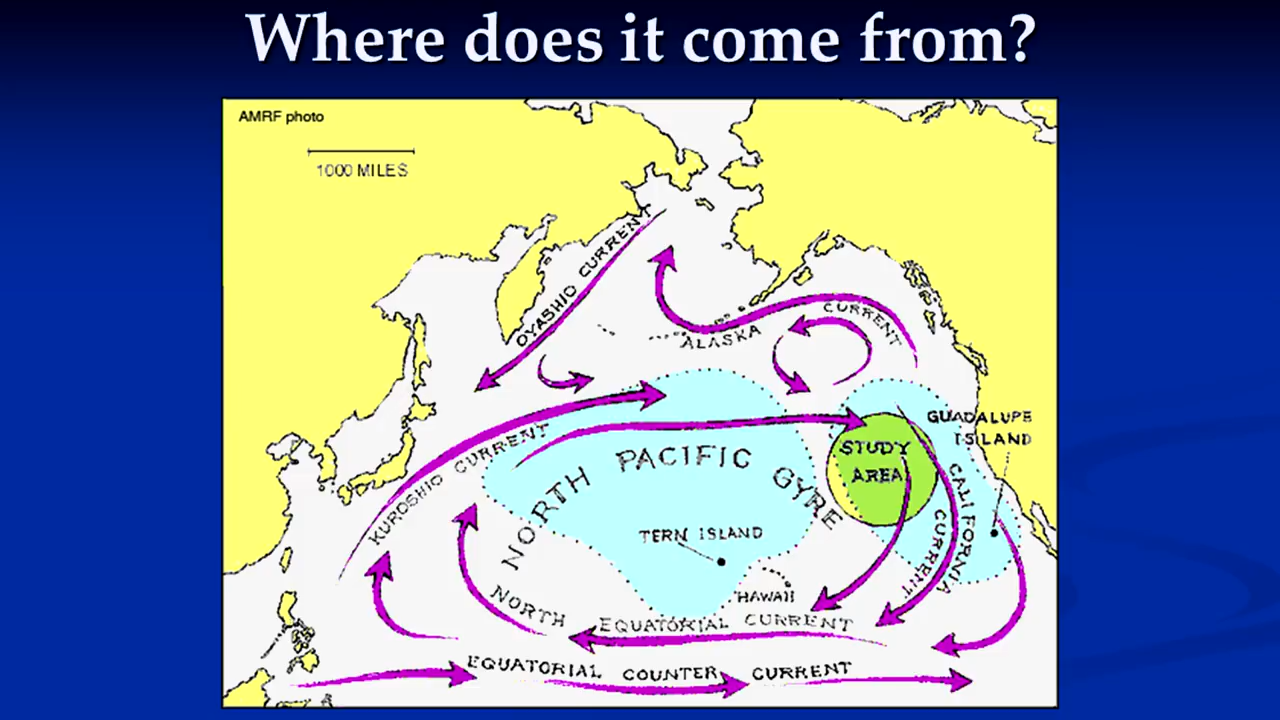 Where does it come from?
AMRF photo
1000 MILES
OYASHIO CURRENT
ALASKA CURRENT
GUADALUPE
ISLAND
KUROSHIO CURRENT
NORTH PACIFIC GYRE
STUDY
AREA
CALIFORNIA
CURRENT
TERN ISLAND
HAWAII
NORTH EQUATORIAL CURRENT
EQUATORIAL COUNTER CURRENT